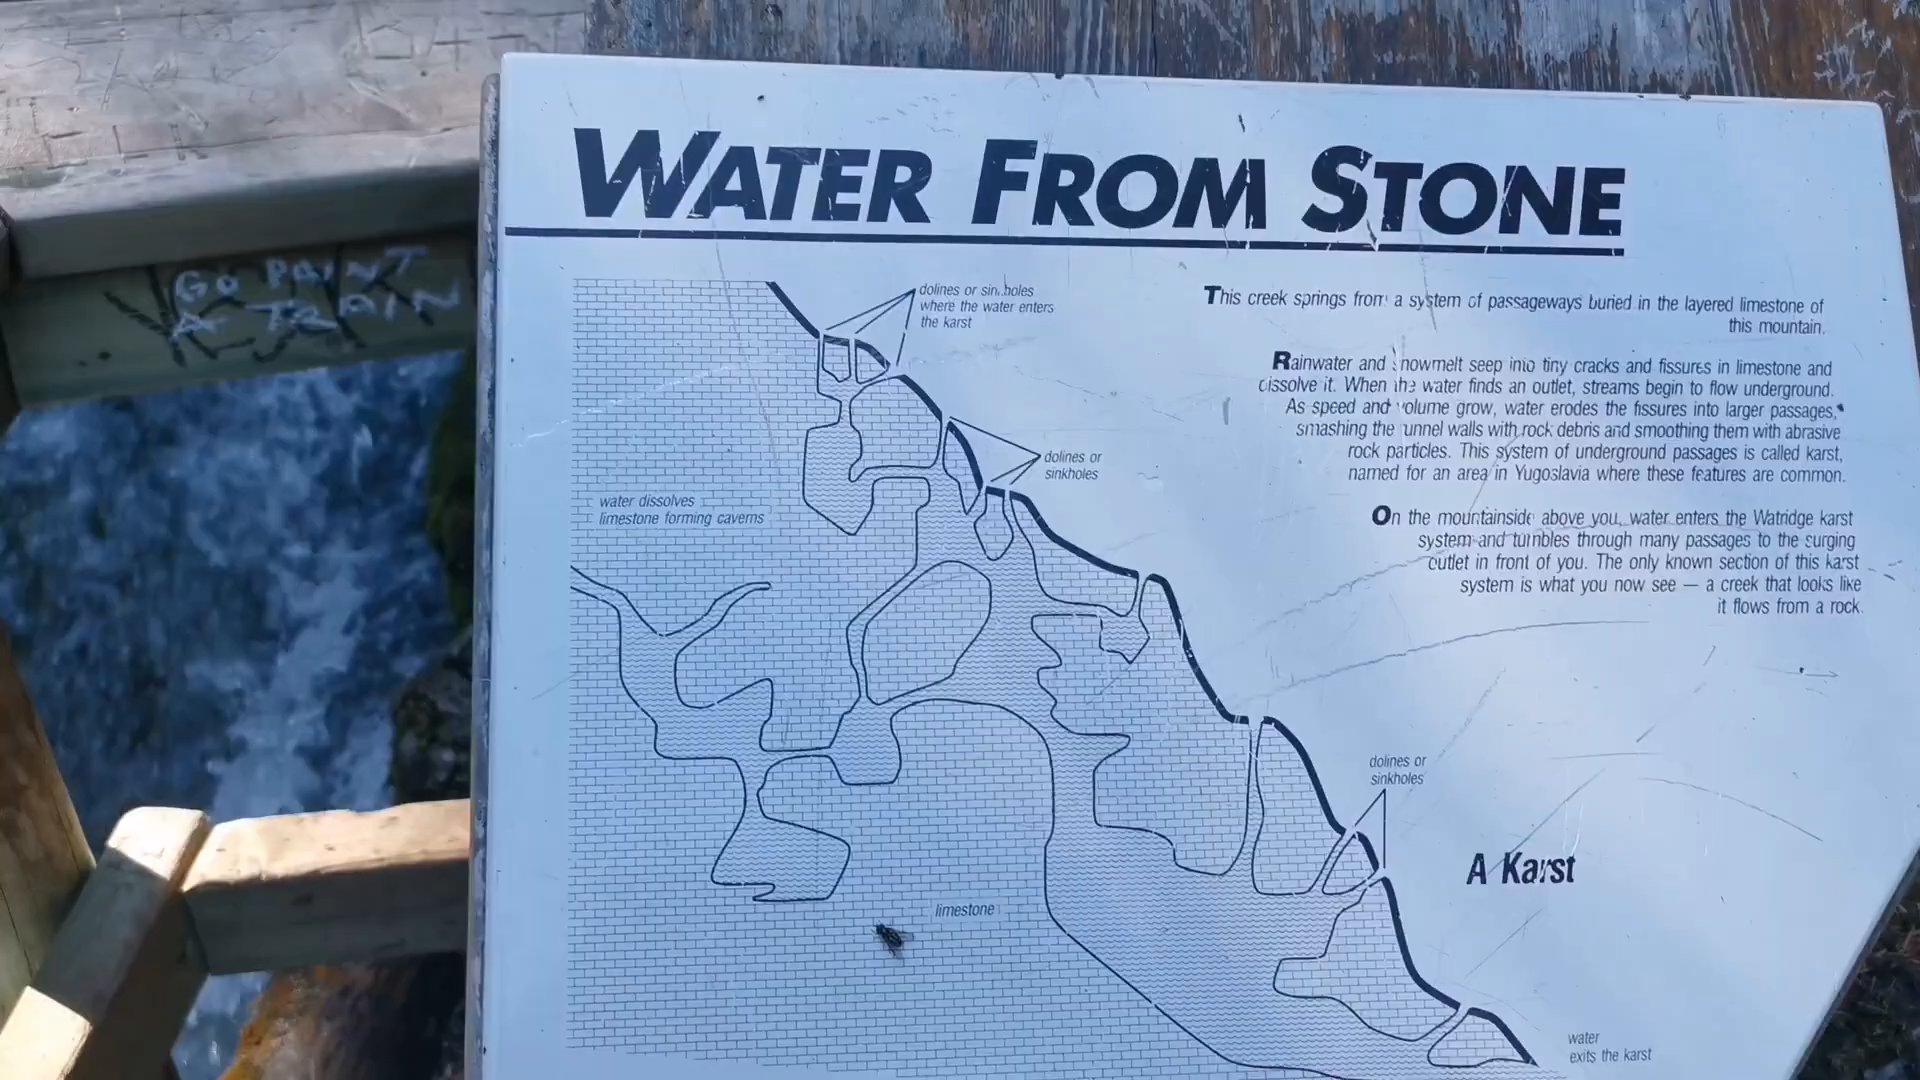 WATER FROM STONE
GO PAINT
A TRAIN
dolines or sinkholes
where the water enters
the karst
This creek springs from a system of passageways buried in the layered limestone of
this mountain.
Rainwater and snowmelt seep into tiny cracks and fissures in limestone and
dissolve it. When the water finds an outlet, streams begin to flow underground.
As speed and volume grow, water erodes the fissures into larger passages,
smashing the tunnel walls with rock debris and smoothing them with abrasive
rock particles. This system of underground passages is called karst,
named for an area in Yugoslavia where these features are common.
On the mountainside above you, water enters the Watridge karst
system and tumbles through many passages to the surging
outlet in front of you. The only known section of this karst
system is what you now see — a creek that looks like
it flows from a rock.
dolines or
sinkholes
water dissolves
limestone forming caverns
dolines or
sinkholes
A Karst
limestone
water
exits the karst